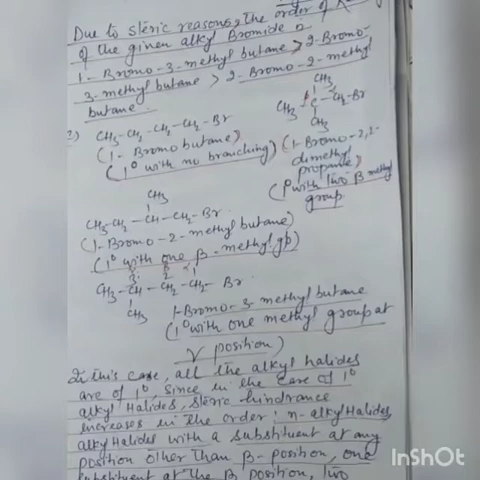 Due to steric reasons, the order of
of the given alkyl Bromide is
1-Bromo-3-methyl butane > 2-Bromo-
3-methyl butane > 2-Bromo-2-methyl
butane.
2) CH3-CH2-CH2-CH2-Br
(1-Bromobutane)
(1° with no branching)
CH3
CH3-C-CH2-Br
CH3
(1-Bromo-2,2-
dimethyl
propane)
(1° with two β methyl
group
CH3
CH3-CH2-CH-CH2-Br.
(1-Bromo-2-methyl butane)
(1° with one β-methyl gp)
CH3-CH-CH2-CH2-Br
CH3
1-Bromo-3-methyl butane
(1° with one methyl group at
γ position)
In this case, all the alkyl halides
are of 1°, Since in the case of 1°
alkyl Halides, Steric hindrance
increases in the order: n-alkyl Halides,
alkyl Halides with a substituent at any
position other than β-position, one
substituent at the β position, two
InShOt